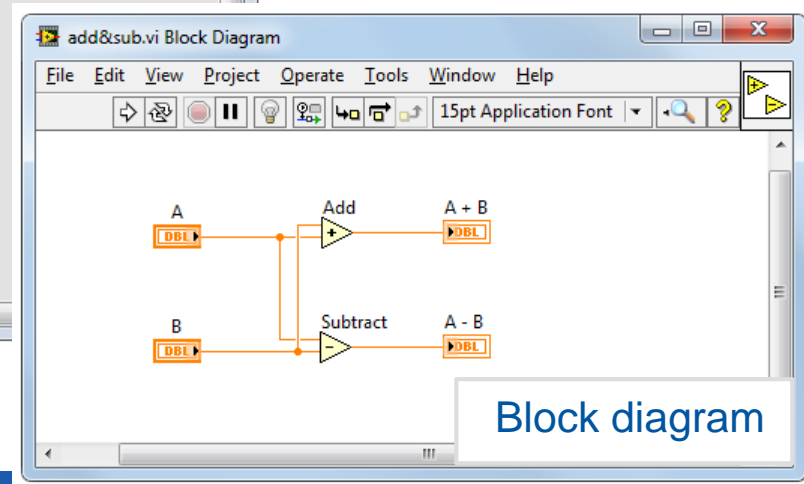 add&sub.vi Block Diagram
File Edit View Project Operate Tools Window Help
15pt Application Font
A
Add
A + B
DBL
+
DBL
B
Subtract
A - B
DBL
-
DBL
Block diagram